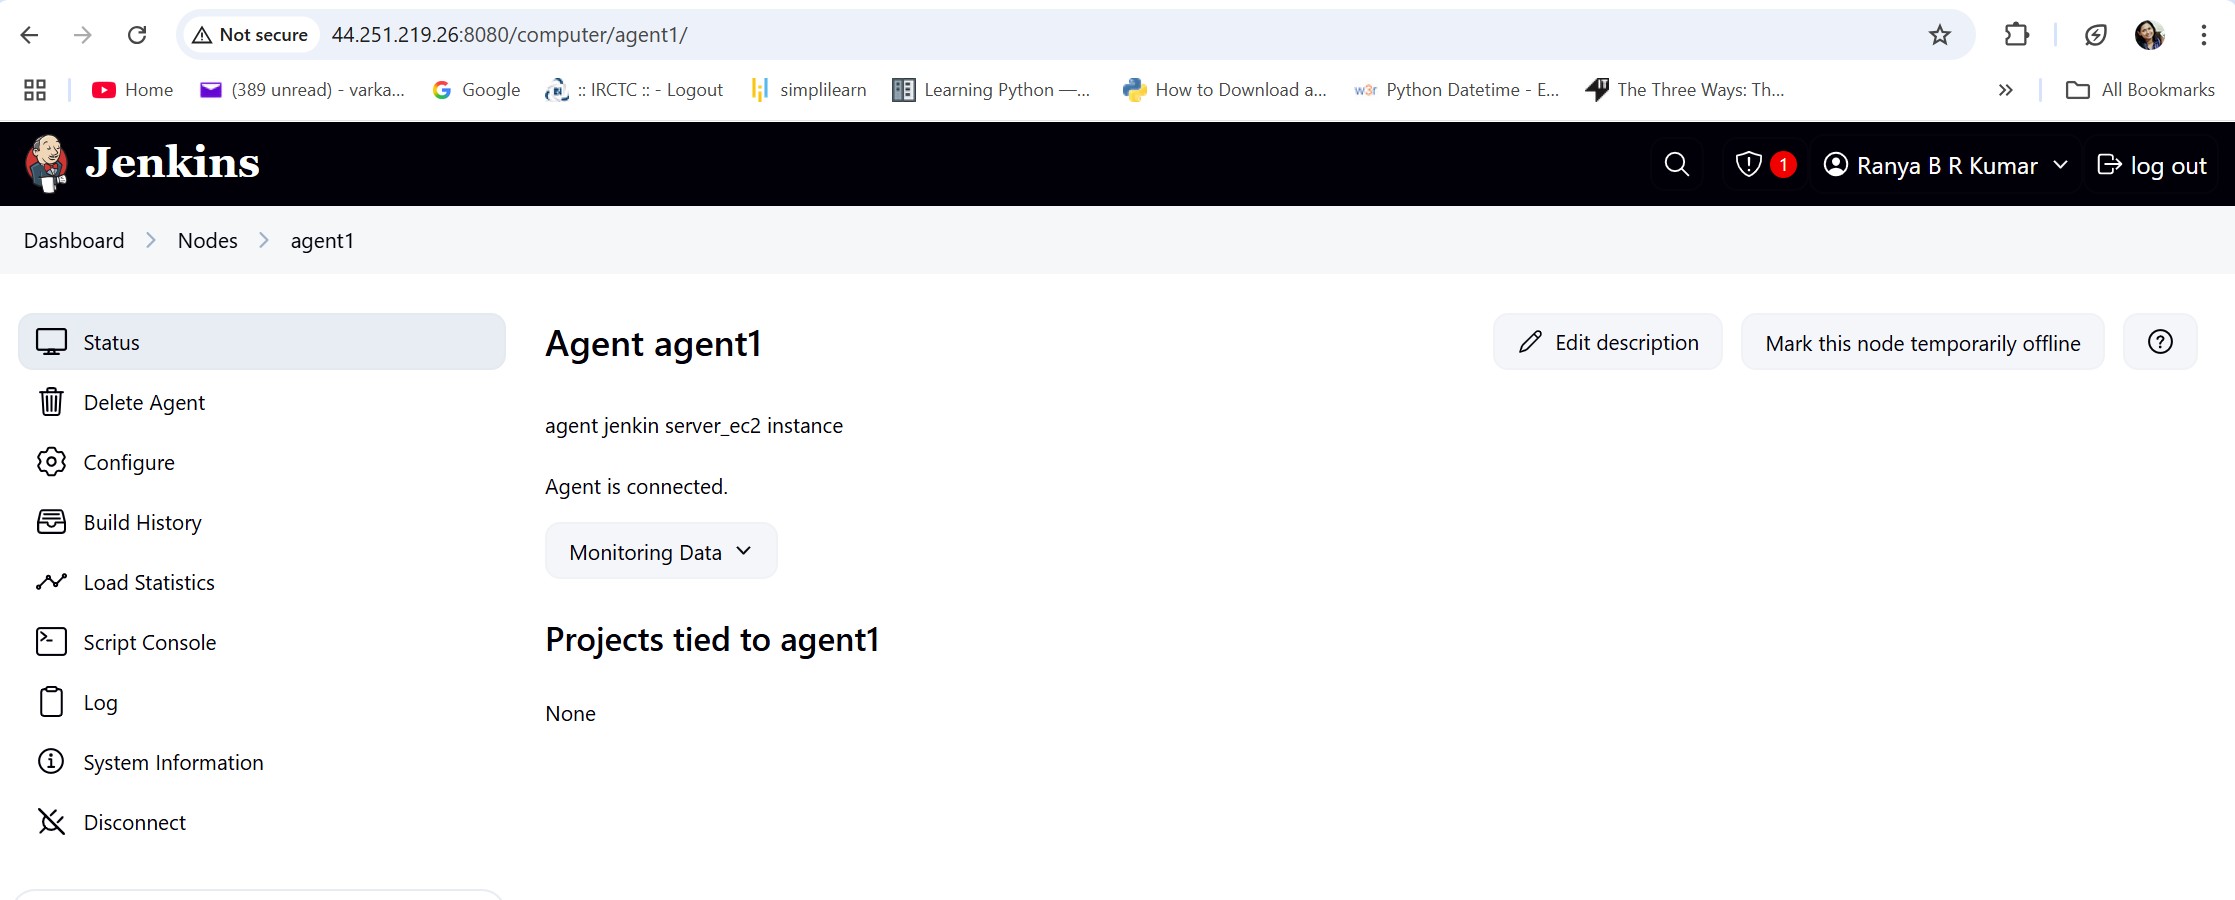 Not secure 44.251.219.26:8080/computer/agent1/
Home (389 unread) - varka... Google :: IRCTC :: - Logout simplilearn Learning Python —... How to Download a... w3r Python Datetime - E... The Three Ways: Th... » All Bookmarks
Jenkins 1 Ranya B R Kumar log out
Dashboard Nodes agent1
Status
Delete Agent
Configure
Build History
Load Statistics
Script Console
Log
System Information
Disconnect
Agent agent1
Edit description
Mark this node temporarily offline
agent jenkin server_ec2 instance
Agent is connected.
Monitoring Data
Projects tied to agent1
None